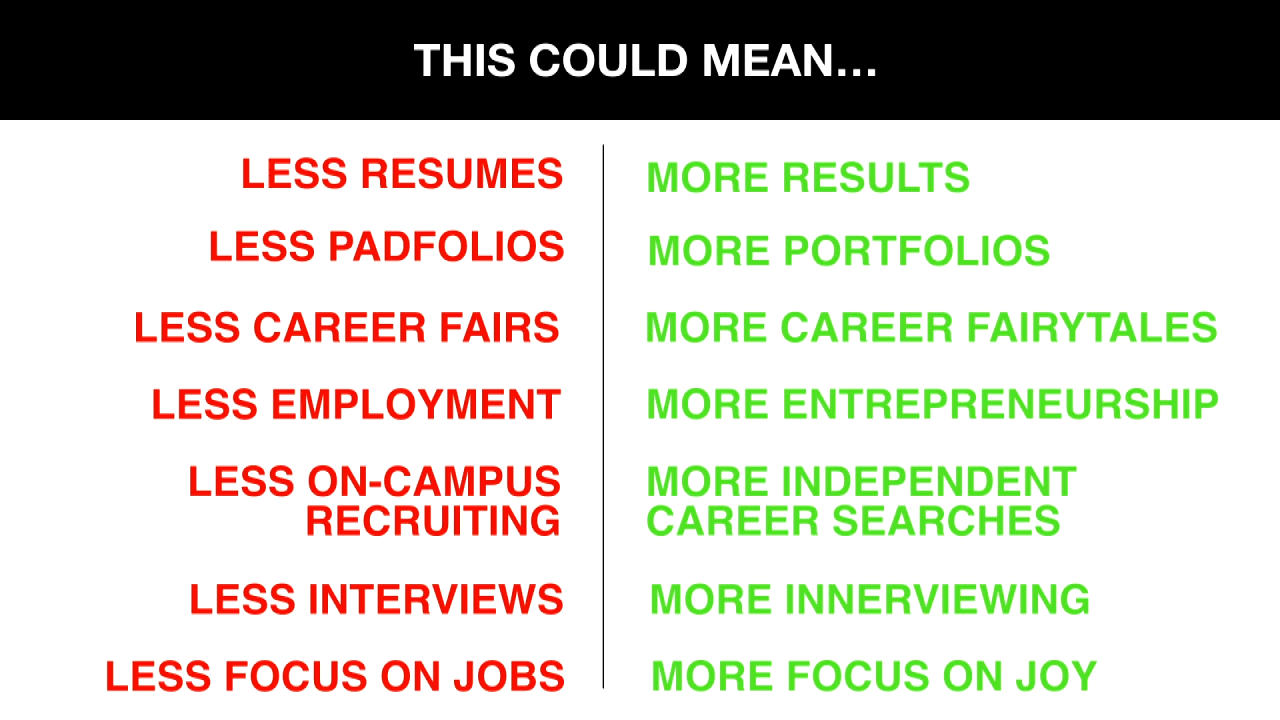 THIS COULD MEAN...
LESS RESUMES
MORE RESULTS
LESS PADFOLIOS
MORE PORTFOLIOS
LESS CAREER FAIRS
MORE CAREER FAIRYTALES
LESS EMPLOYMENT
MORE ENTREPRENEURSHIP
LESS ON-CAMPUS
RECRUITING
MORE INDEPENDENT
CAREER SEARCHES
LESS INTERVIEWS
MORE INNERVIEWING
LESS FOCUS ON JOBS
MORE FOCUS ON JOY